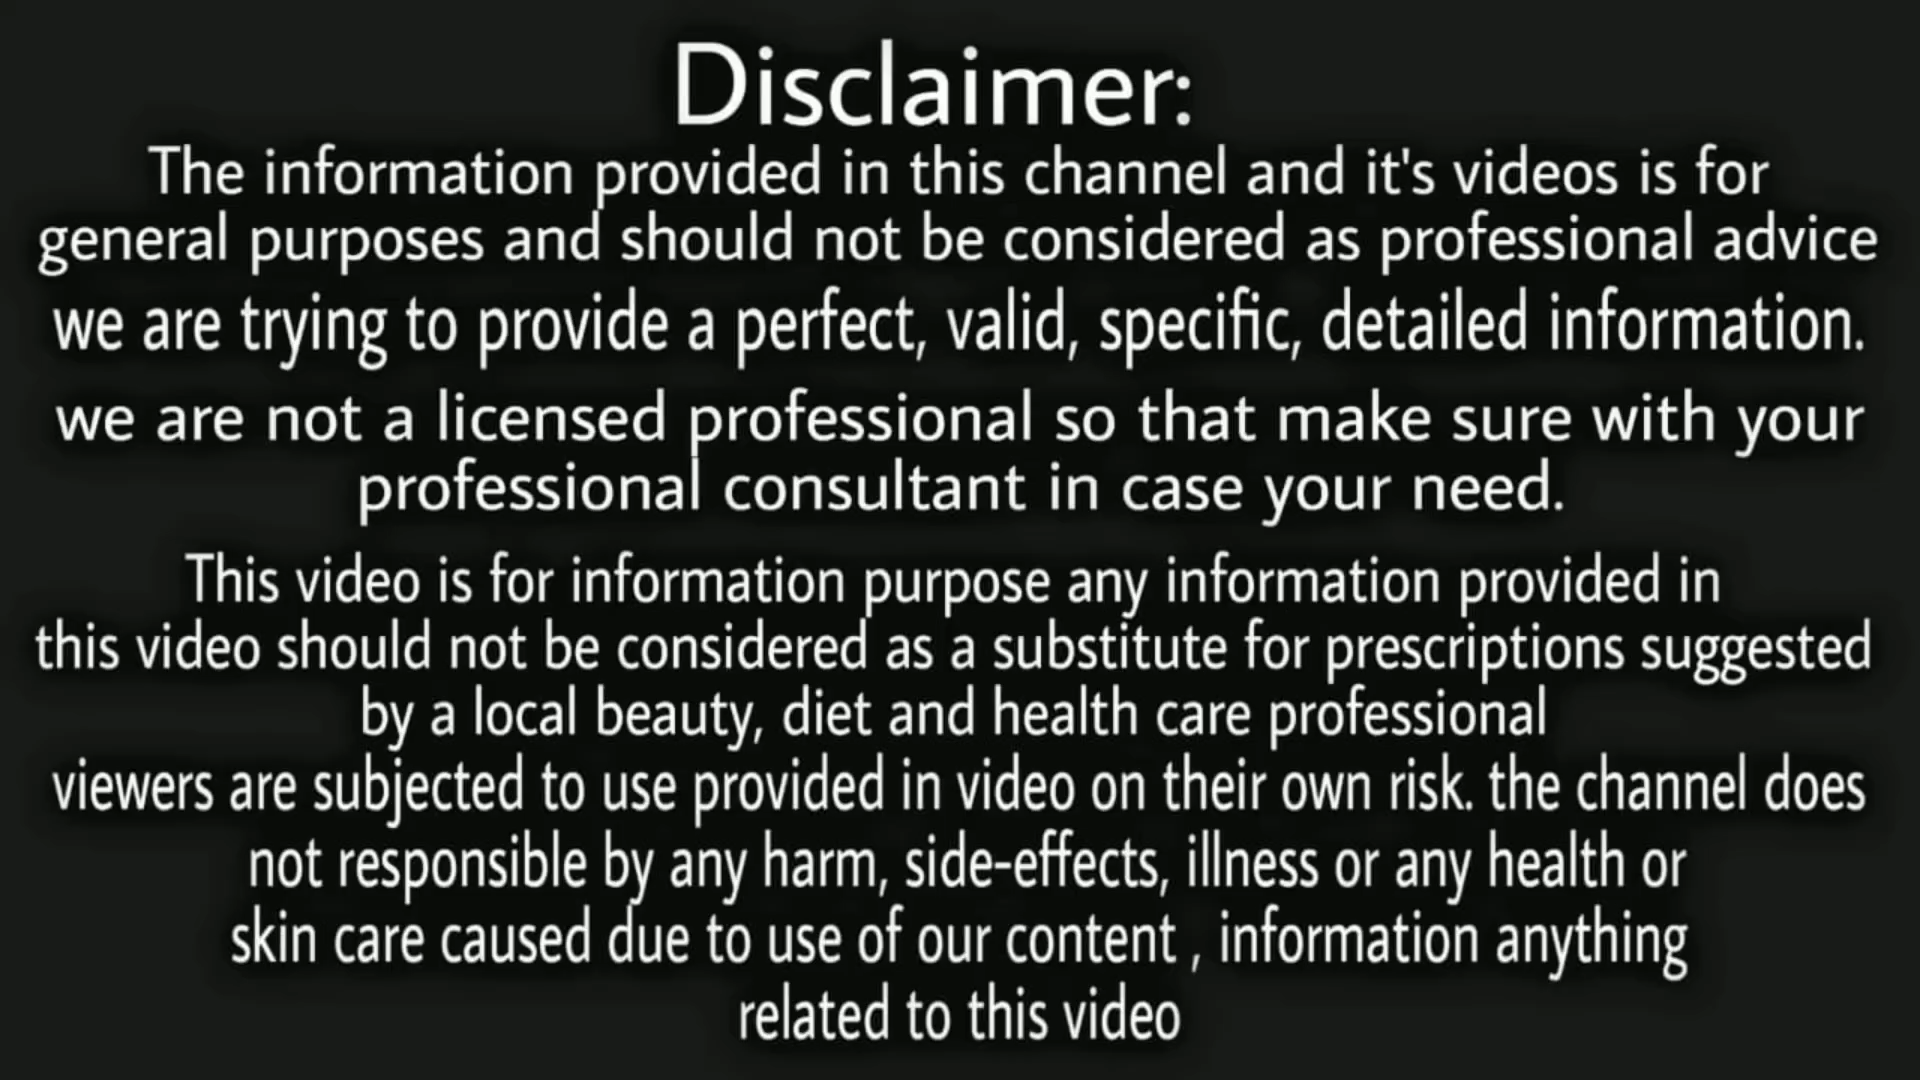 Disclaimer:
The information provided in this channel and it's videos is for
general purposes and should not be considered as professional advice
we are trying to provide a perfect, valid, specific, detailed information.
we are not a licensed professional so that make sure with your
professional consultant in case your need.
This video is for information purpose any information provided in
this video should not be considered as a substitute for prescriptions suggested
by a local beauty, diet and health care professional
viewers are subjected to use provided in video on their own risk. the channel does
not responsible by any harm, side-effects, illness or any health or
skin care caused due to use of our content , information anything
related to this video